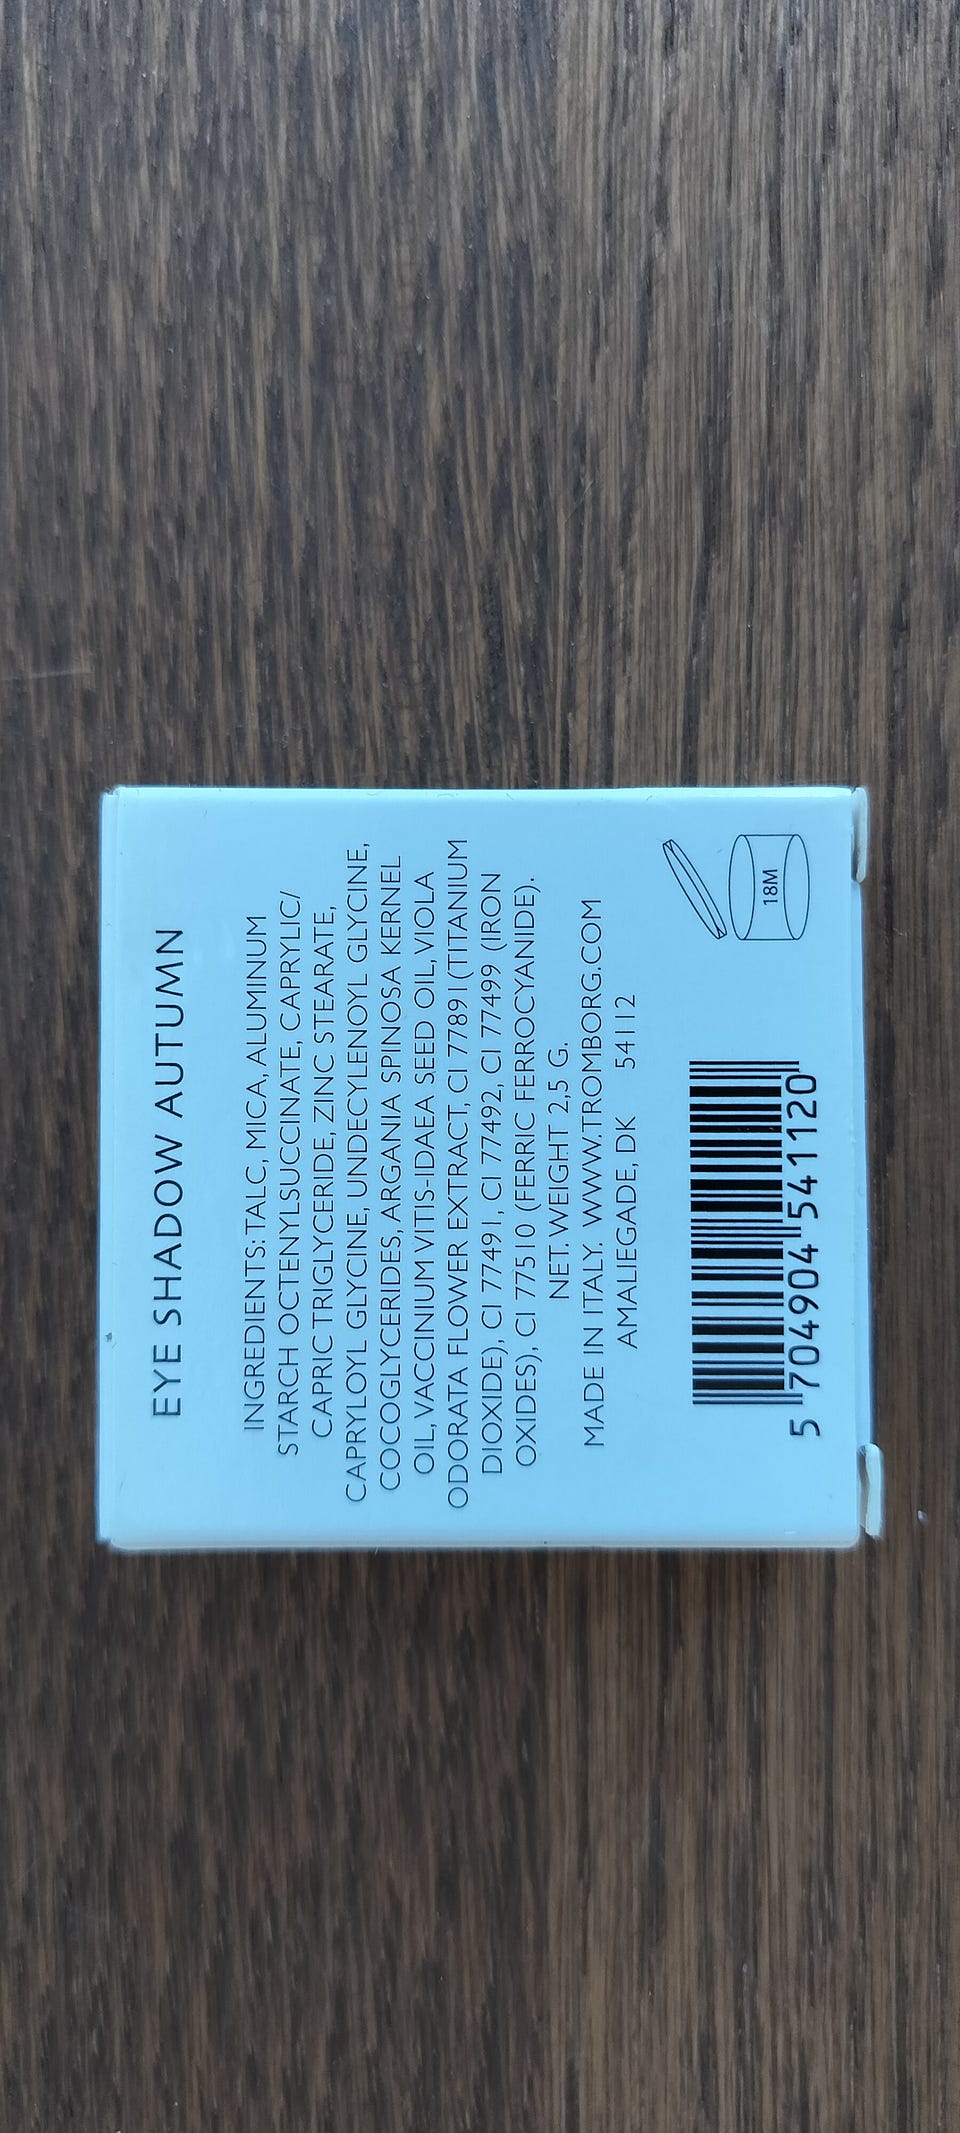 EYE SHADOW AUTUMN
INGREDIENTS: TALC, MICA, ALUMINUM
STARCH OCTENYLSUCCINATE, CAPRYLIC/
CAPRIC TRIGLYCERIDE, ZINC STEARATE,
CAPRYLOYL GLYCINE, UNDECYLENOYL GLYCINE,
COCOGLYCERIDES, ARGANIA SPINOSA KERNEL
OIL, VACCINIUM VITIS-IDAEA SEED OIL, VIOLA
ODORATA FLOWER EXTRACT, CI 77891 (TITANIUM
DIOXIDE), CI 77491, CI 77492, CI 77499 (IRON
OXIDES), CI 77510 (FERRIC FERROCYANIDE).
NET. WEIGHT 2,5 G.
MADE IN ITALY. WWW.TROMBORG.COM
AMALIEGADE, DK 54112
5 704904 541120
18M